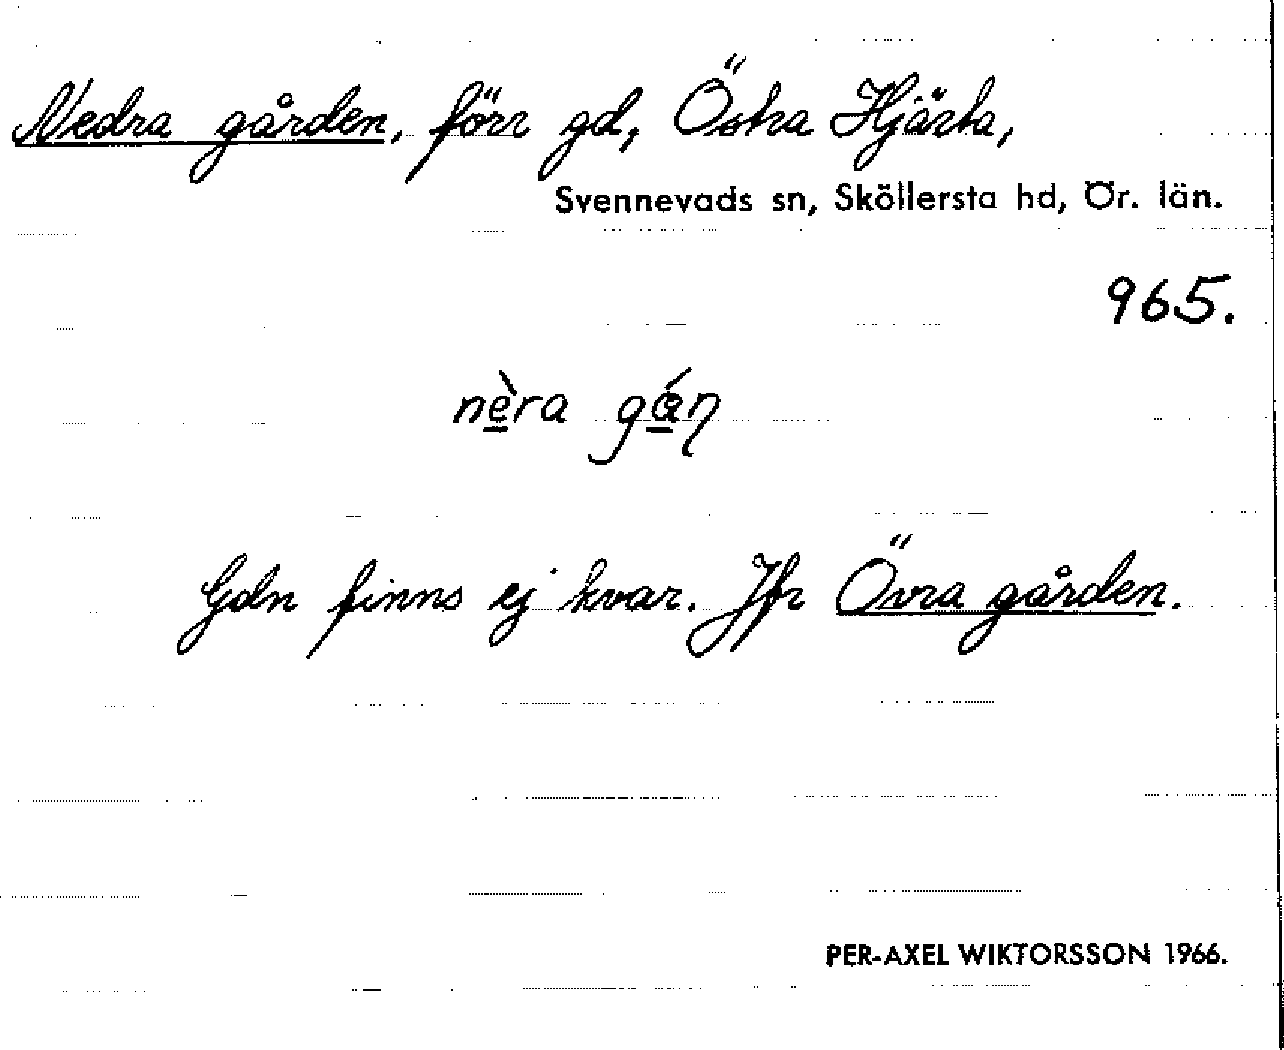 Nedra gården, förr gd, Östra Hjärta,
Svennevads sn, Sköllersta hd, Ör. län.
965.
nèra gáη
Gdn finns ej kvar. Jfr Övra gården.
PER-AXEL WIKTORSSON 1966.